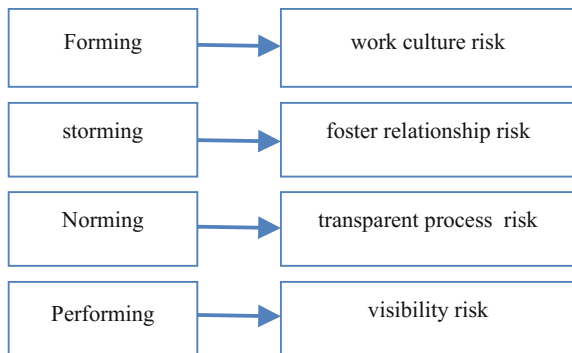 Forming
work culture risk
storming
foster relationship risk
Norming
transparent process  risk
Performing
visibility risk